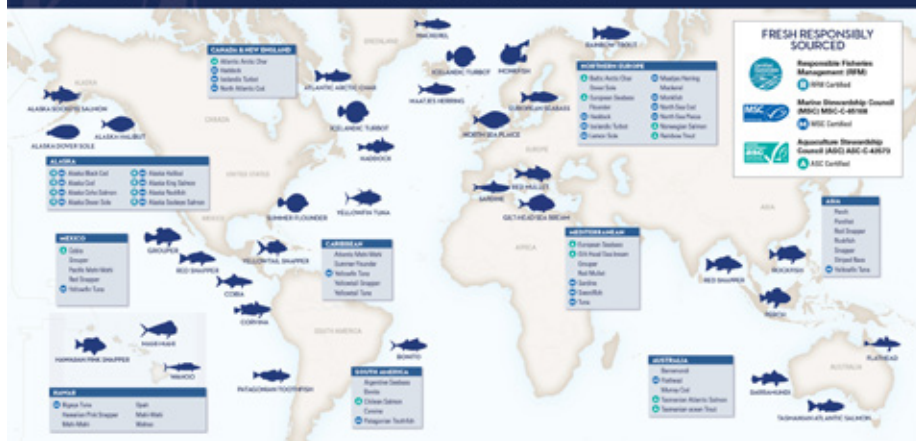 FRESH RESPONSIBLY
SOURCED
Responsible Fisheries
Management (RFM)
RFM Certified
MSC
Marine Stewardship Council
(MSC) MSC-C-
MSC Certified
ASC
Aquaculture Stewardship
Council (ASC) ASC-C-
ASC Certified
GREENLAND
MACKEREL
RAINBOW TROUT
ICELANDIC TURBOT
MONKFISH
CANADA & NEW ENGLAND
Atlantic Arctic Char
Haddock
Icelandic Turbot
North Atlantic Cod
ATLANTIC ARCTIC CHAR
MAATJES HERRING
EUROPEAN SEABASS
NORTHERN EUROPE
Baltic Arctic Char
Dover Sole
European Seabass
Flounder
Haddock
Icelandic Turbot
Lemon Sole
Maatjes Herring
Mackerel
Monkfish
North Sea Cod
North Sea Plaice
Norwegian Salmon
Rainbow Trout
ALASKA
ALASKA SOCKEYE SALMON
ALASKA HALIBUT
ALASKA DOVER SOLE
CANADA
ICELANDIC TURBOT
NORTH SEA PLAICE
HADDOCK
EUROPE
ALASKA
Alaska Black Cod
Alaska Cod
Alaska Coho Salmon
Alaska Dover Sole
Alaska Halibut
Alaska King Salmon
Alaska Rockfish
Alaska Sockeye Salmon
UNITED STATES
SUMMER FLOUNDER
YELLOWFIN TUNA
SARDINE
RED MULLET
GILT-HEAD SEA BREAM
ASIA
ASIA
Perch
Red Snapper
Rockfish
Snapper
Striped Bass
Yellowfin Tuna
MEXICO
MEXICO
Cobia
Grouper
Pacific Mahi-Mahi
Red Snapper
Yellowfin Tuna
GROUPER
RED SNAPPER
YELLOWTAIL SNAPPER
COBIA
CORVINA
CARIBBEAN
Atlantic Mahi-Mahi
Summer Flounder
Yellowfin Tuna
Yellowtail Snapper
Yellowtail Tuna
AFRICA
MEDITERRANEAN
European Seabass
Gilt-Head Sea bream
Grouper
Red Mullet
Sardine
Swordfish
Tuna
RED SNAPPER
ROCKFISH
PERCH
MAHI-MAHI
HAWAIIAN PINK SNAPPER
WAHOO
HAWAII
Bigeye Tuna
Hawaiian Pink Snapper
Mahi-Mahi
Opah
Mahi-Mahi
Wahoo
SOUTH AMERICA
PATAGONIAN TOOTHFISH
BONITO
SOUTH AMERICA
Argentine Seabass
Bonito
Chilean Salmon
Corvina
Patagonian Toothfish
AUSTRALIA
Barramundi
Flathead
Murray Cod
Tasmanian Atlantic Salmon
Tasmanian ocean Trout
FLATHEAD
AUSTRALIA
BARRAMUNDI
TASMANIAN ATLANTIC SALMON